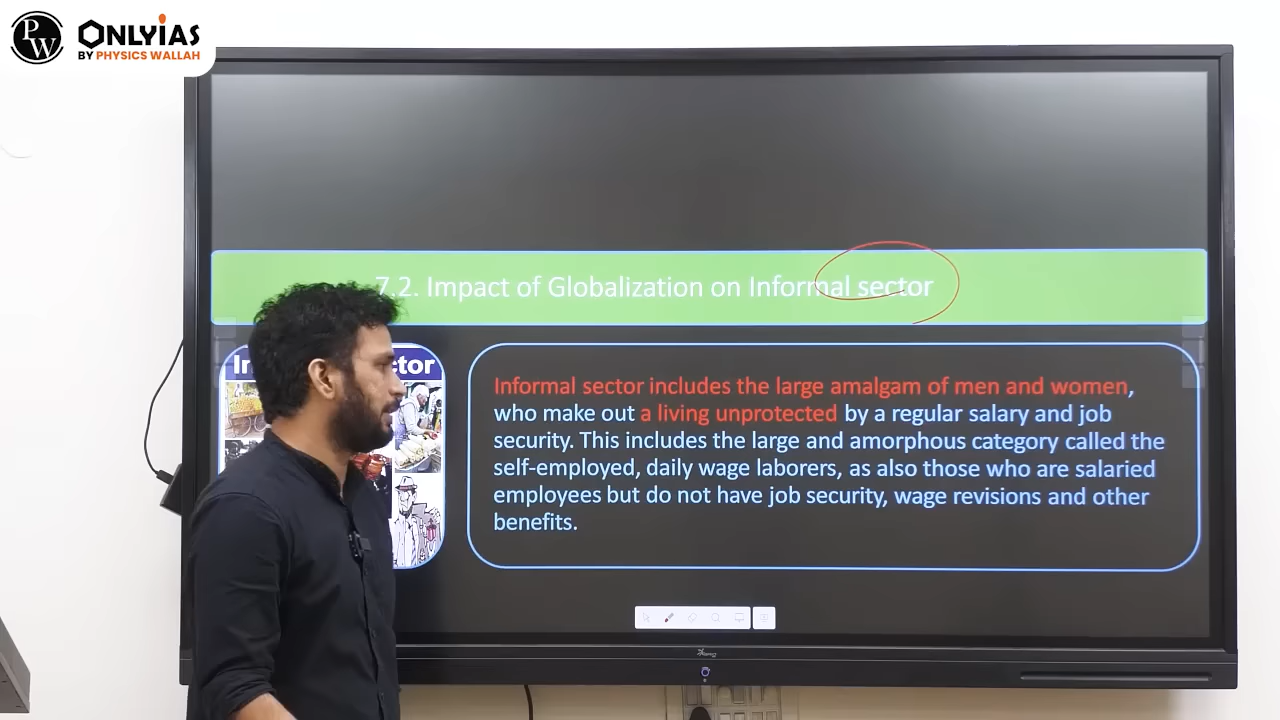 PW
ONLYIAS
BY PHYSICS WALLAH
7.2. Impact of Globalization on Informal sector
Informal sector includes the large amalgam of men and women,
who make out a living unprotected by a regular salary and job
security. This includes the large and amorphous category called the
self-employed, daily wage laborers, as also those who are salaried
employees but do not have job security, wage revisions and other
benefits.